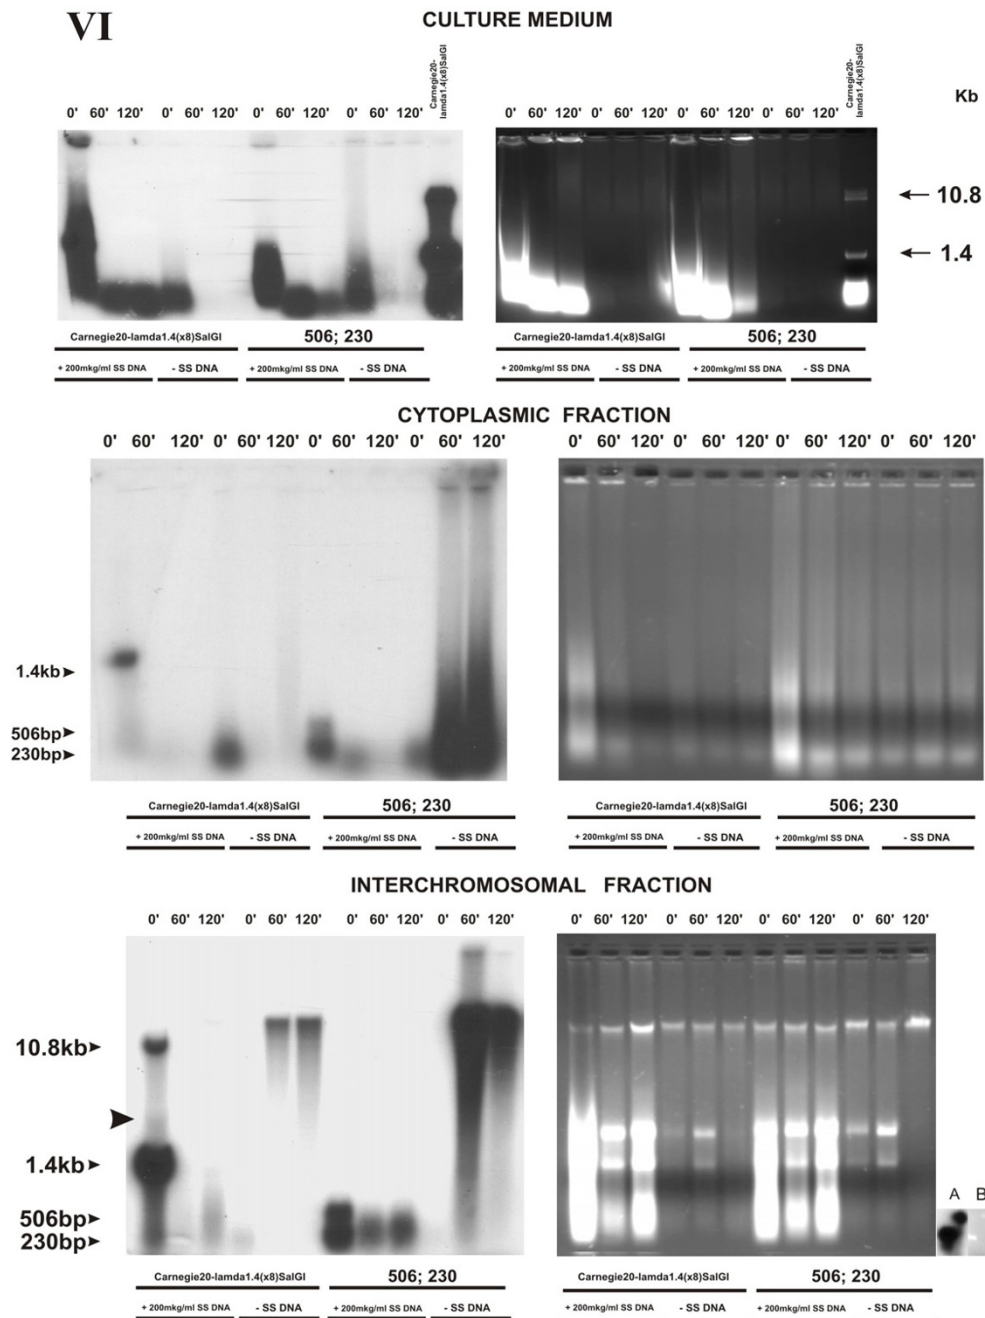 VI
CULTURE MEDIUM
0' 60' 120' 0' 60' 120' 0' 60' 120' 0' 60' 120' Carnegie20-
lamda1.4(x8)SalGI
0' 60' 120' 0' 60' 120' 0' 60' 120' 0' 60' 120' Carnegie20-
lamda1.4(x8)SalGI
Kb
10.8
1.4
Carnegie20-lamda1.4(x8)SalGI 506; 230
+ 200mkg/ml SS DNA - SS DNA + 200mkg/ml SS DNA - SS DNA
Carnegie20-lamda1.4(x8)SalGI 506; 230
+ 200mkg/ml SS DNA - SS DNA + 200mkg/ml SS DNA - SS DNA
CYTOPLASMIC FRACTION
0' 60' 120' 0' 60' 120' 0' 60' 120' 0' 60' 120'
0' 60' 120' 0' 60' 120' 0' 60' 120' 0' 60' 120'
1.4kb
506bp
230bp
Carnegie20-lamda1.4(x8)SalGI 506; 230
+ 200mkg/ml SS DNA - SS DNA + 200mkg/ml SS DNA - SS DNA
Carnegie20-lamda1.4(x8)SalGI 506; 230
+ 200mkg/ml SS DNA - SS DNA + 200mkg/ml SS DNA - SS DNA
INTERCHROMOSOMAL FRACTION
0' 60' 120' 0' 60' 120' 0' 60' 120' 0' 60' 120'
0' 60' 120' 0' 60' 120' 0' 60' 120' 0' 60' 120'
10.8kb
1.4kb
506bp
230bp
A B
Carnegie20-lamda1.4(x8)SalGI 506; 230
+ 200mkg/ml SS DNA - SS DNA + 200mkg/ml SS DNA - SS DNA
Carnegie20-lamda1.4(x8)SalGI 506; 230
+ 200mkg/ml SS DNA - SS DNA + 200mkg/ml SS DNA - SS DNA